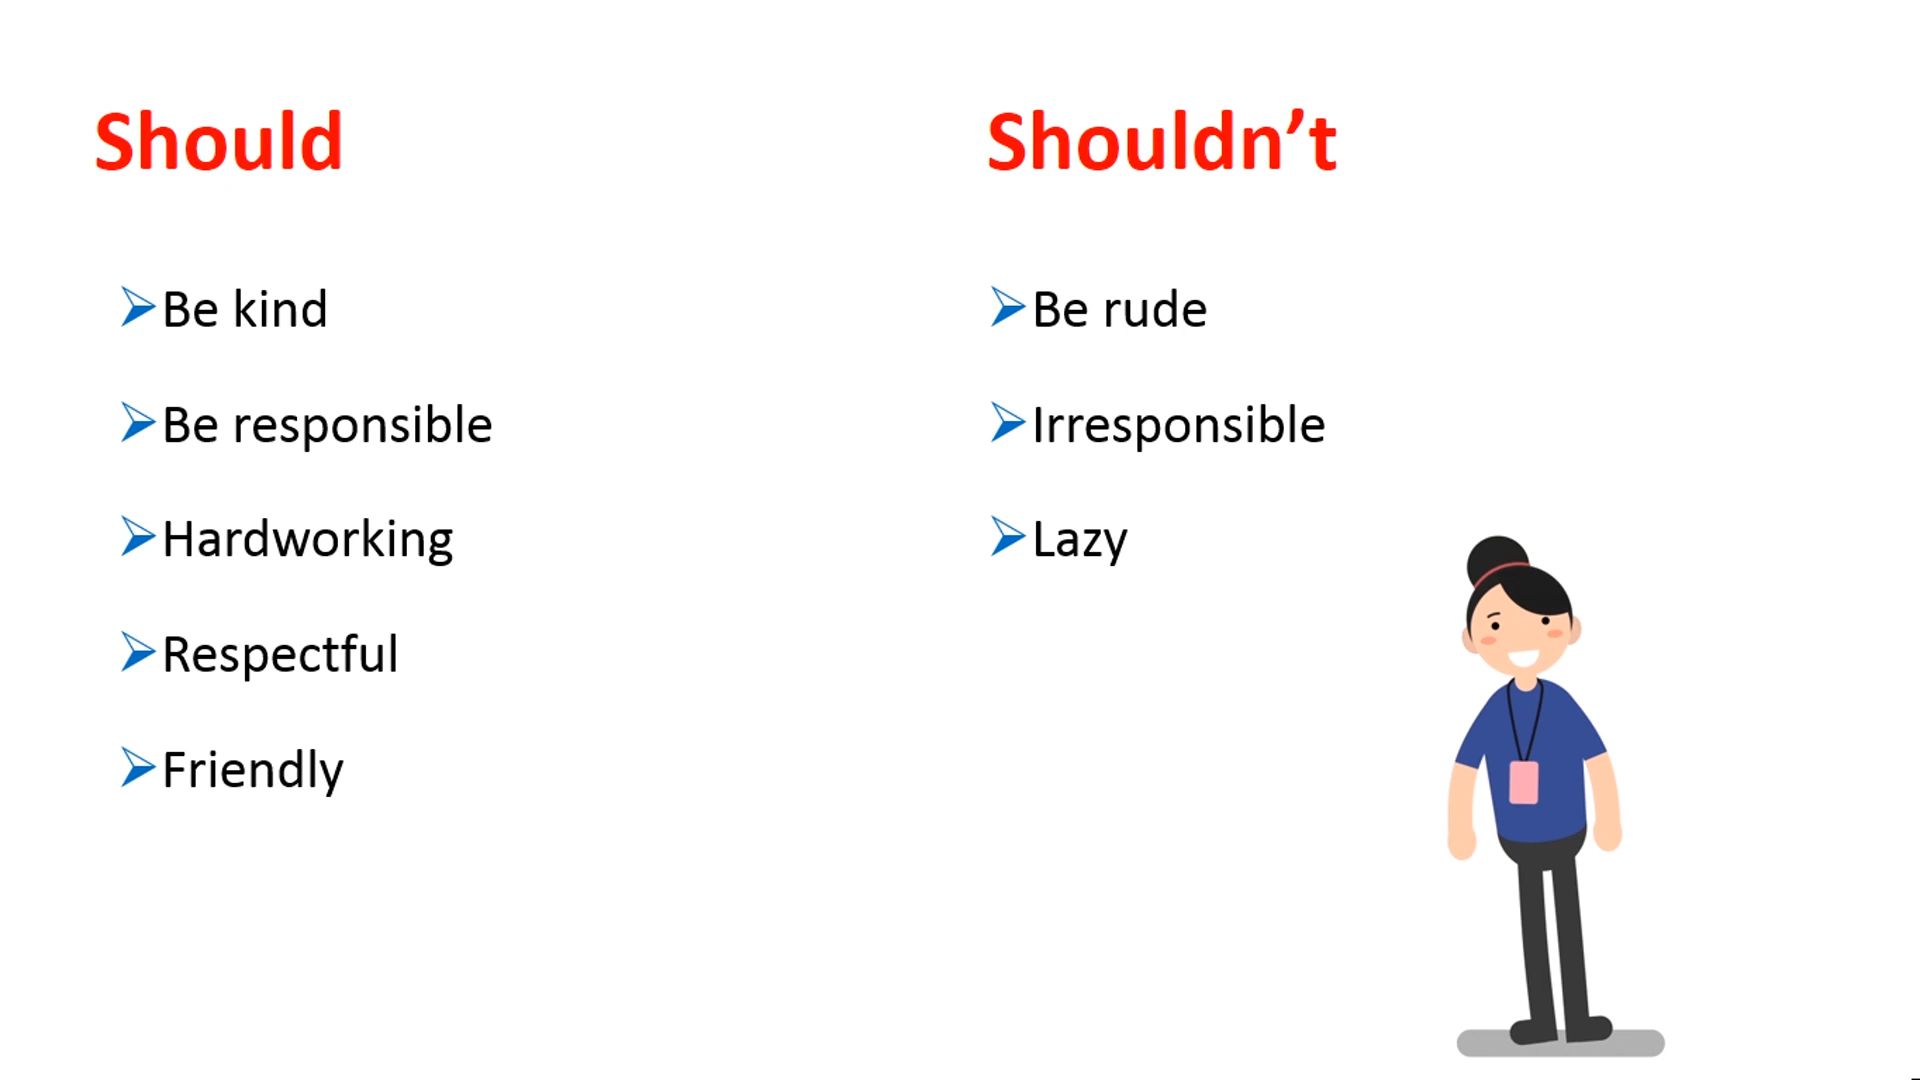 Should
Be kind
Be responsible
Hardworking
Respectful
Friendly
Shouldn’t
Be rude
Irresponsible
Lazy